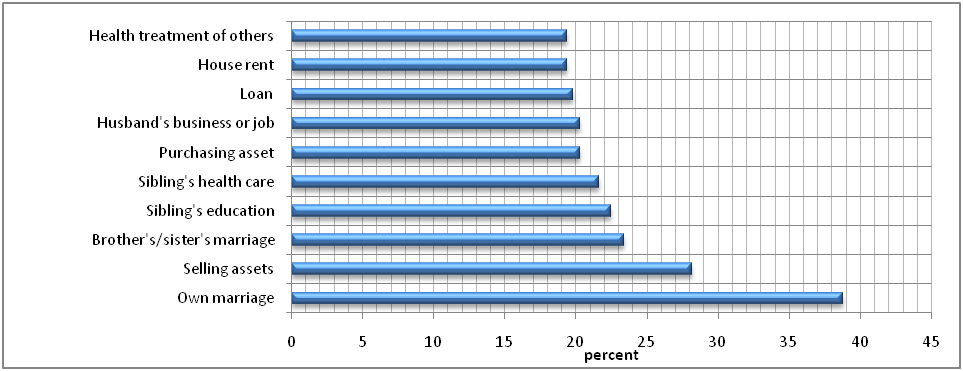 Health treatment of others
House rent
Loan
Husband's business or job
Purchasing asset
Sibling's health care
Sibling's education
Brother's/sister's marriage
Selling assets
Own marriage
0 5 10 15 20 25 30 35 40 45
percent